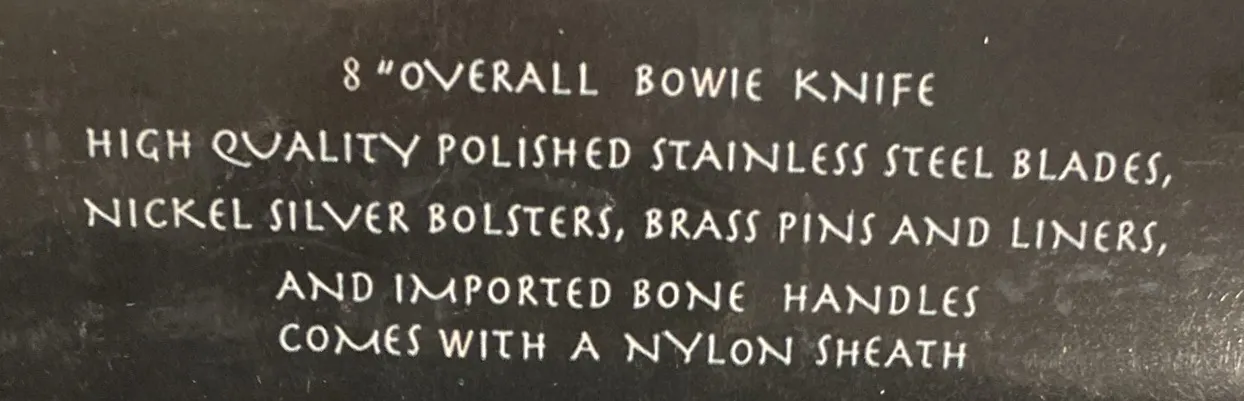 8 "OVERALL BOWIE KNIFE
HIGH QUALITY POLISHED STAINLESS STEEL BLADES,
NICKEL SILVER BOLSTERS, BRASS PINS AND LINERS,
AND IMPORTED BONE HANDLES
COMES WITH A NYLON SHEATH